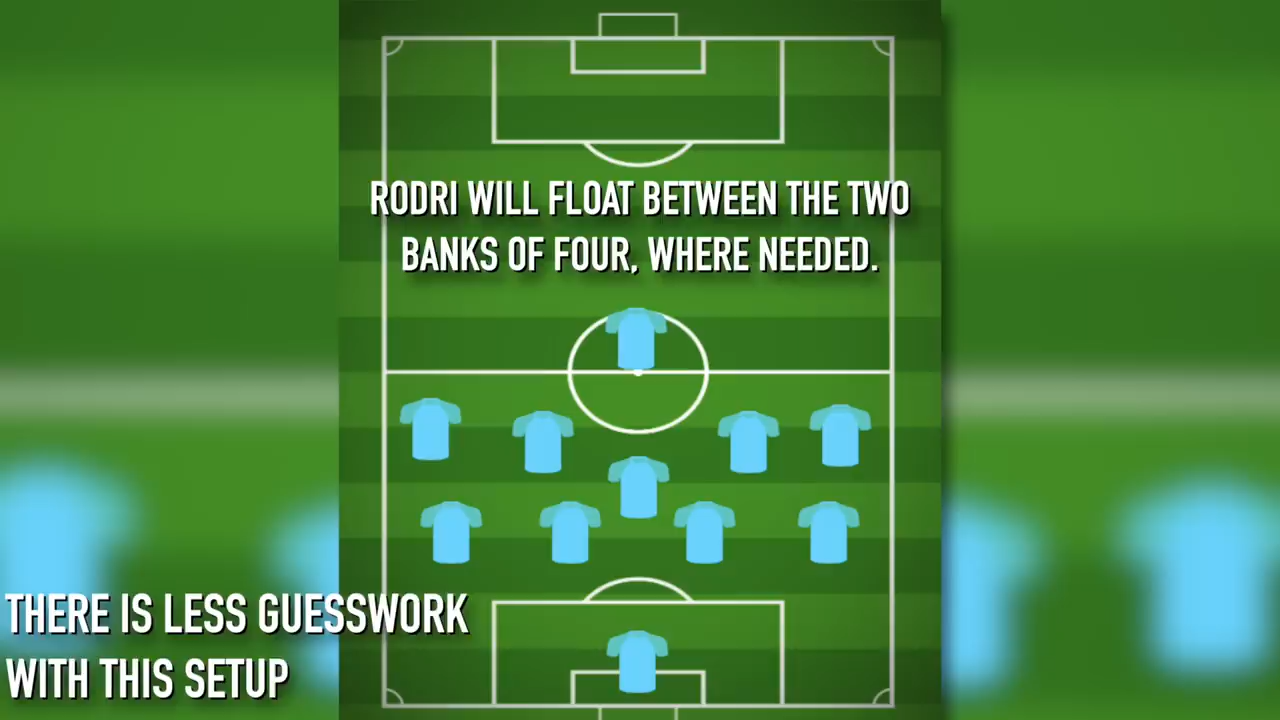 RODRI WILL FLOAT BETWEEN THE TWO
BANKS OF FOUR, WHERE NEEDED.
THERE IS LESS GUESSWORK
WITH THIS SETUP